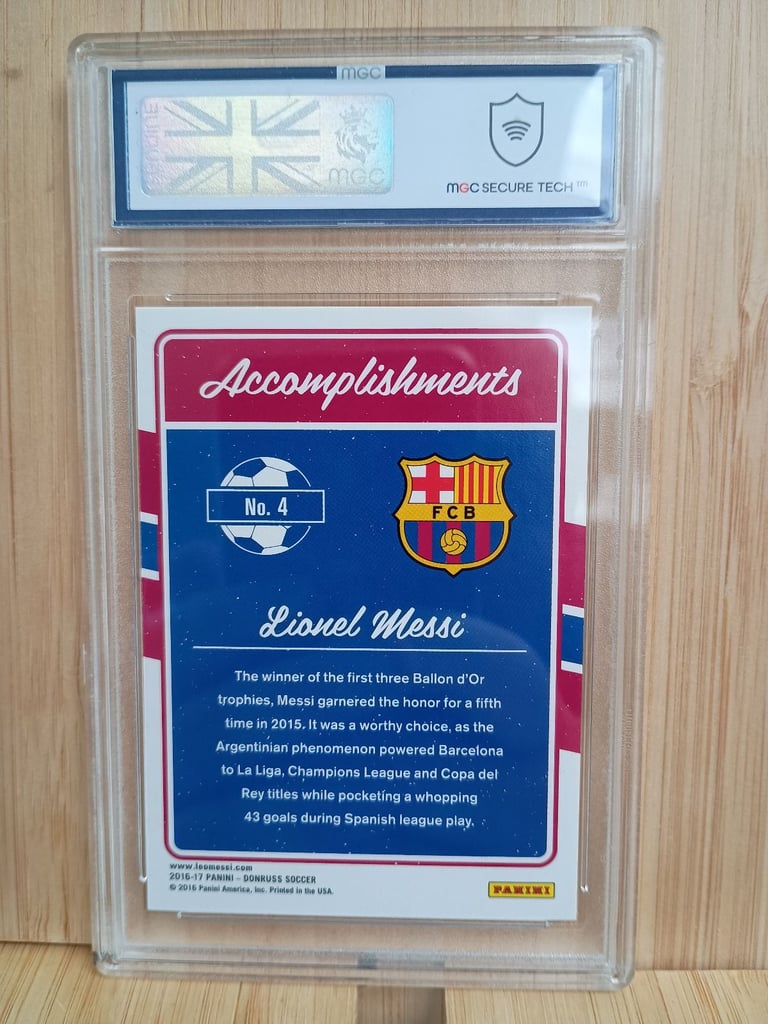 MGC
MGC
MGC SECURE TECH™
Accomplishments
No. 4
FCB
Lionel Messi
The winner of the first three Ballon d'Or
trophies, Messi garnered the honor for a fifth
time in 2015. It was a worthy choice, as the
Argentinian phenomenon powered Barcelona
to La Liga, Champions League and Copa del
Rey titles while pocketing a whopping
43 goals during Spanish league play.
www.leomessi.com
2016-17 PANINI – DONRUSS SOCCER
© 2016 Panini America, Inc. Printed in the USA.
PANINI